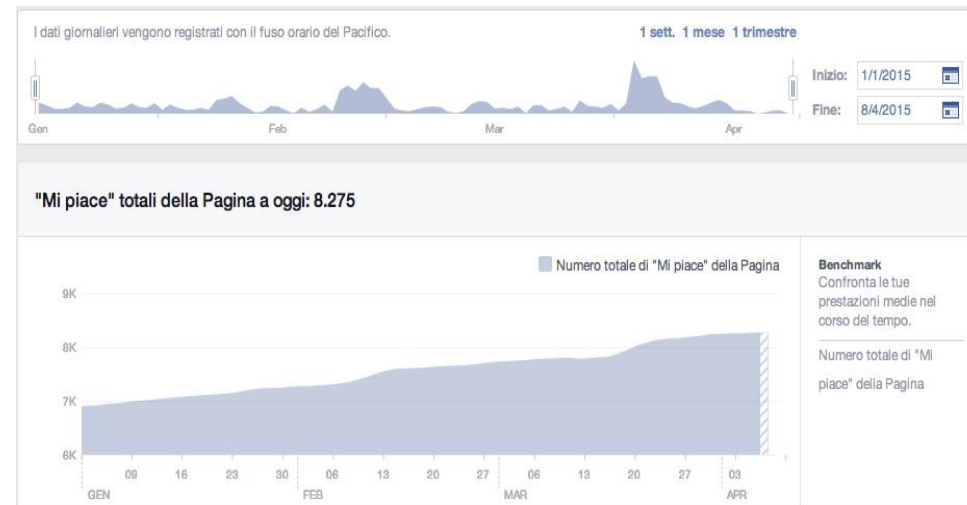 I dati giornalieri vengono registrati con il fuso orario del Pacifico.
1 sett. 1 mese 1 trimestre
Inizio: 1/1/2015
Fine: 8/4/2015
Gen Feb Mar Apr
"Mi piace" totali della Pagina a oggi: 8.275
Numero totale di "Mi piace" della Pagina
9K
8K
7K
6K
09 16 23 30 06 13 20 27 06 13 20 27 03
GEN FEB MAR APR
Benchmark
Confronta le tue
prestazioni medie nel
corso del tempo.
Numero totale di "Mi
piace" della Pagina